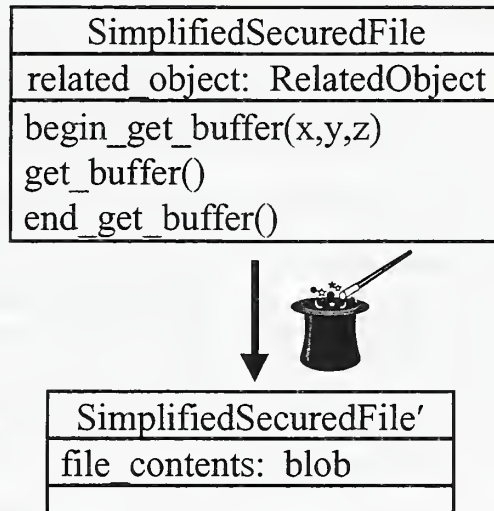 SimplifiedSecuredFile
related_object: RelatedObject
begin_get_buffer(x,y,z)
get_buffer()
end_get_buffer()
SimplifiedSecuredFile′
file_contents: blob